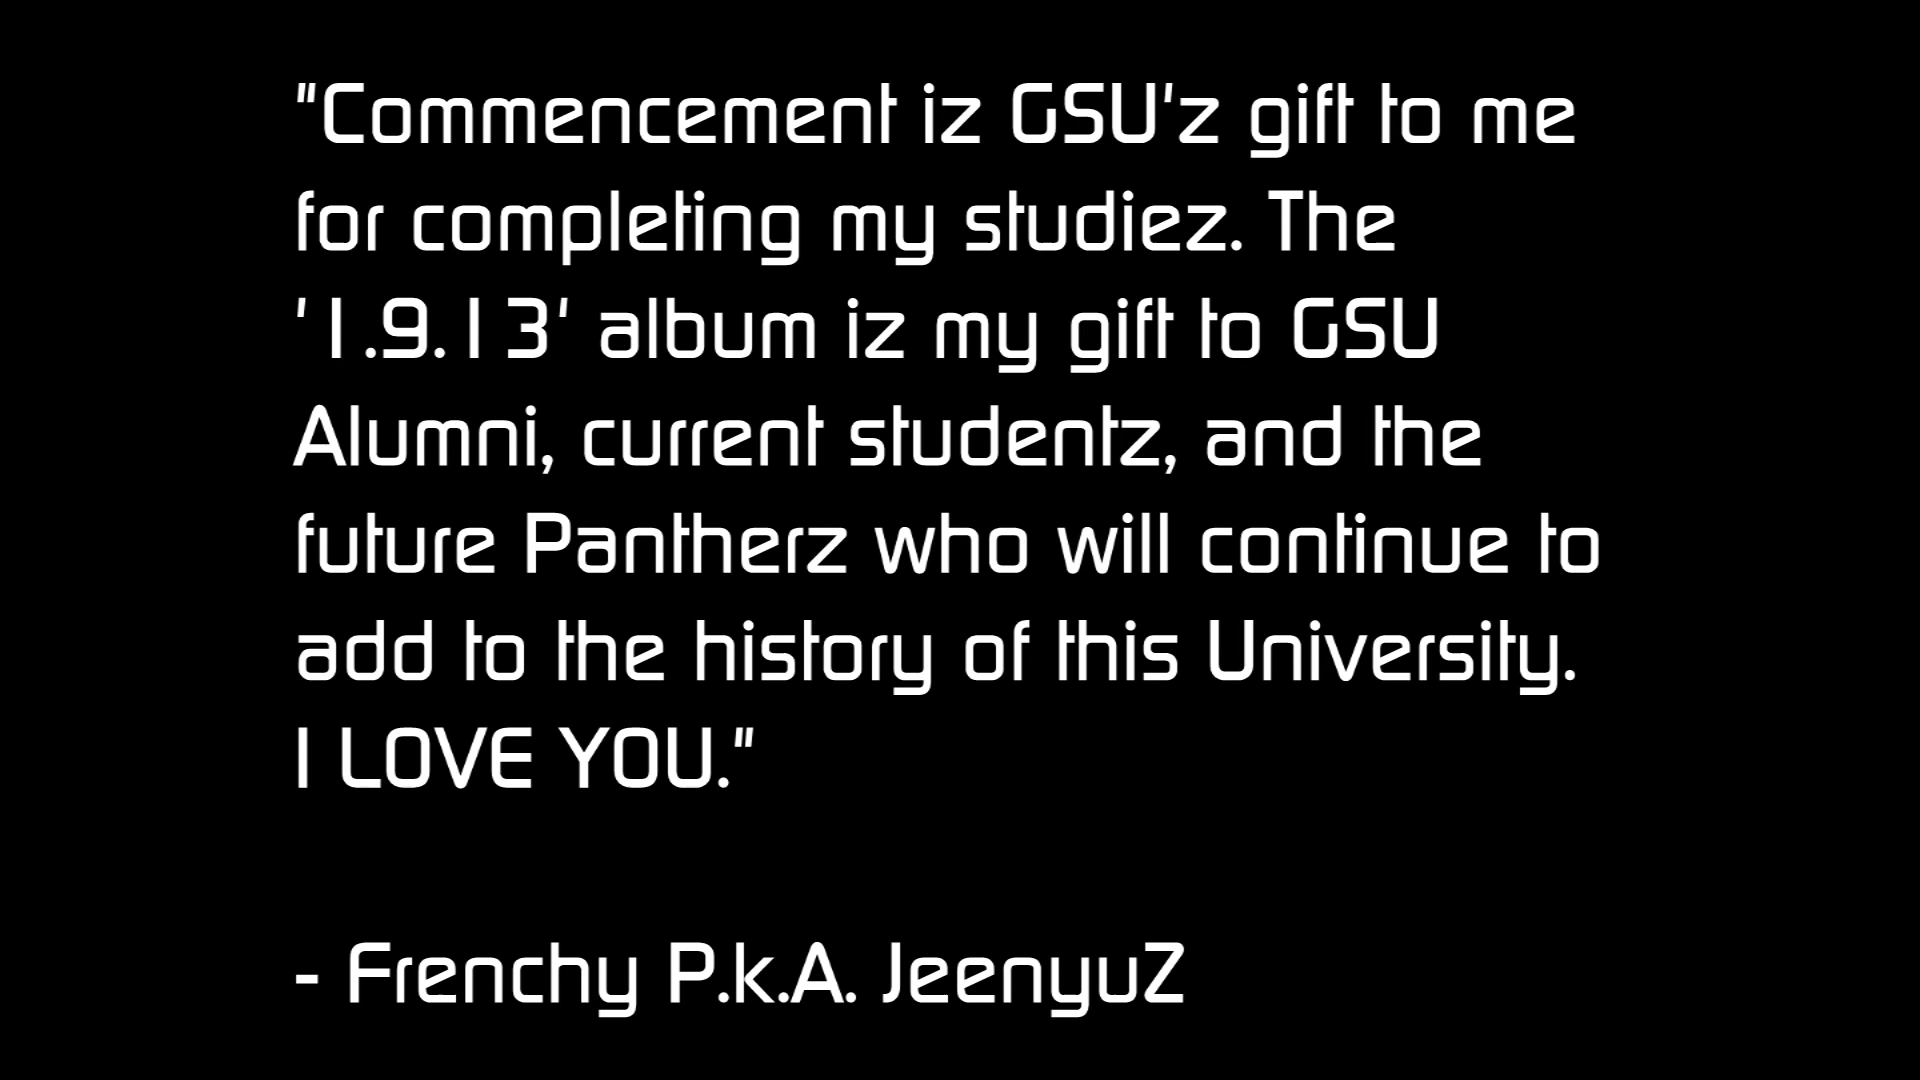 "Commencement iz GSU'z gift to me
for completing my studiez. The
'1.9.13' album iz my gift to GSU
Alumni, current studentz, and the
future Pantherz who will continue to
add to the history of this University.
I LOVE YOU."
- Frenchy P.k.A. JeenyuZ